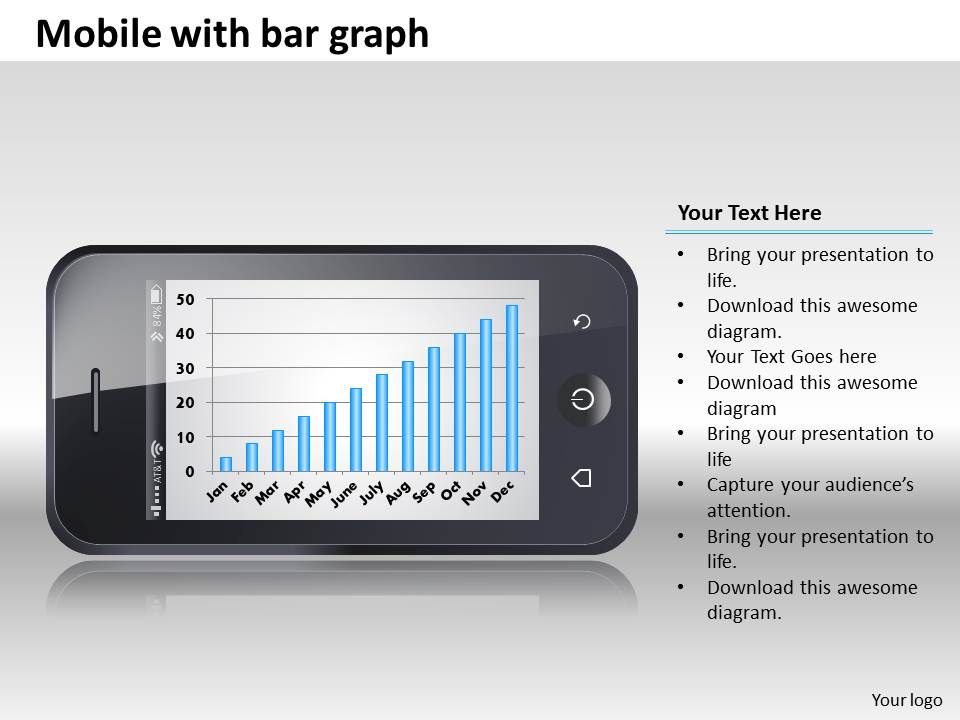 Mobile with bar graph
84%
AT&T
50
40
30
20
10
0
Jan Feb Mar Apr May June July Aug Sep Oct Nov Dec
Your Text Here
• Bring your presentation to
life.
• Download this awesome
diagram.
• Your Text Goes here
• Download this awesome
diagram
• Bring your presentation to
life
• Capture your audience's
attention.
• Bring your presentation to
life.
• Download this awesome
diagram.
Your logo